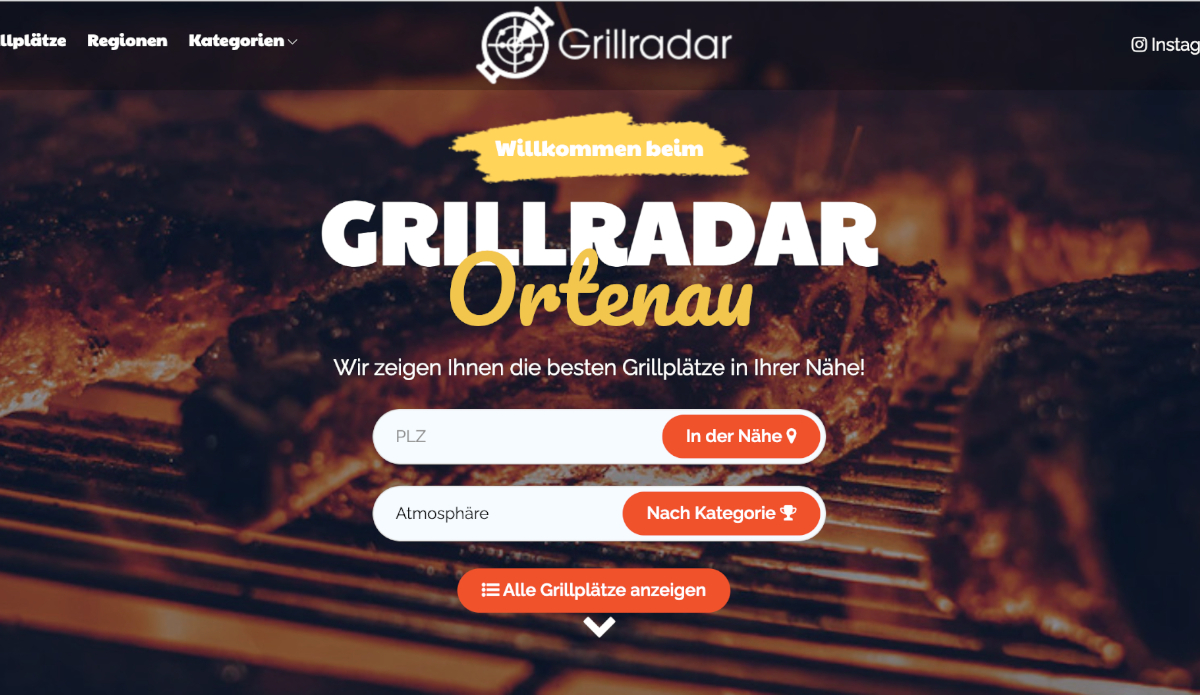 llplätze Regionen Kategorien
Grillradar
Instag
Willkommen beim
GRILLRADAR
Ortenau
Wir zeigen Ihnen die besten Grillplätze in Ihrer Nähe!
PLZ In der Nähe
Atmosphäre Nach Kategorie
Alle Grillplätze anzeigen